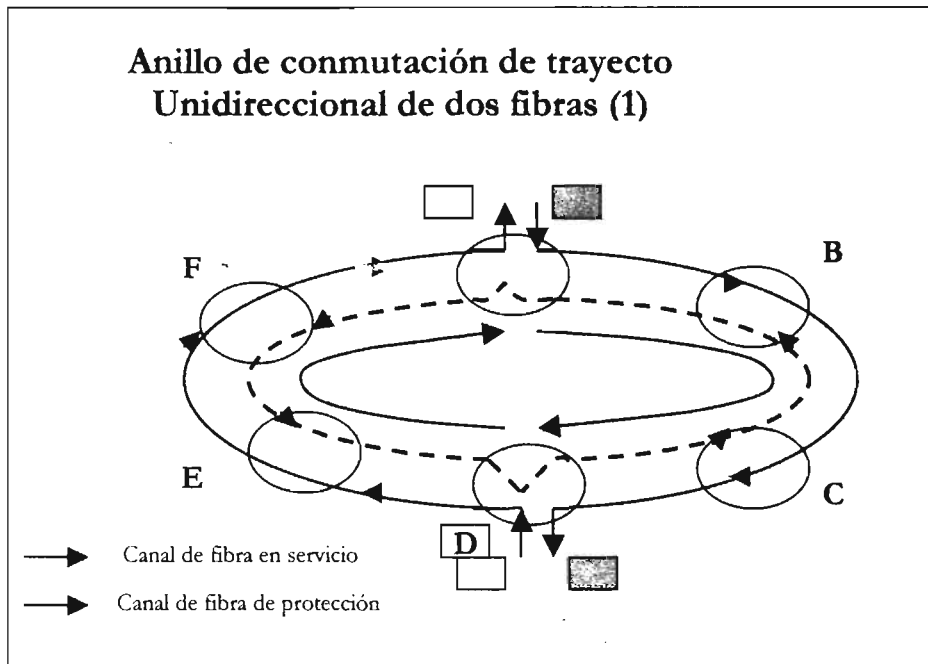 Anillo de conmutación de trayecto
Unidireccional de dos fibras (1)
F
B
E
C
D
Canal de fibra en servicio
Canal de fibra de protección